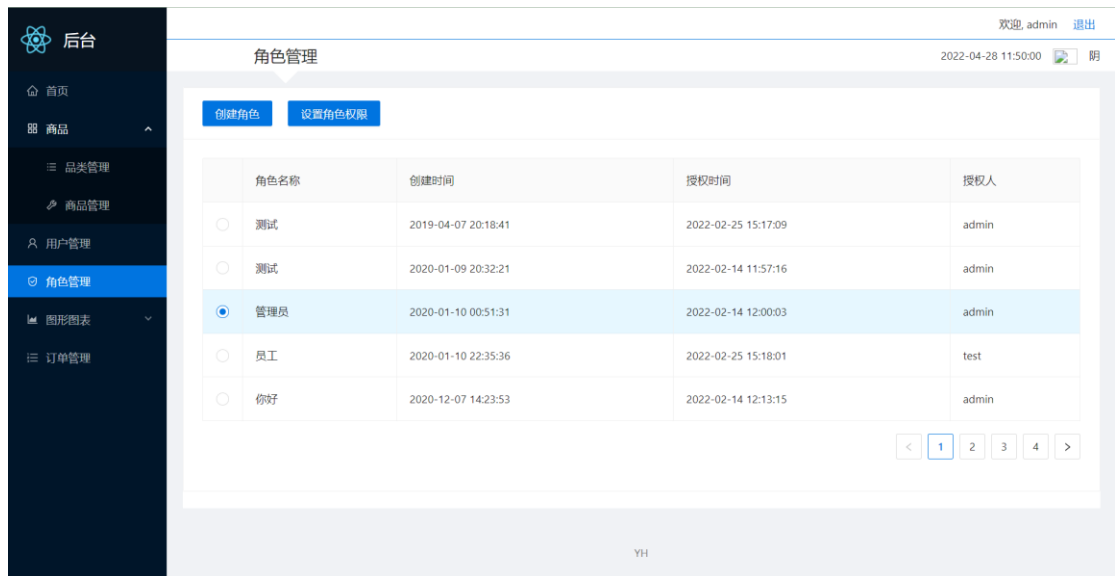 后台
欢迎, admin 退出
角色管理
2022-04-28 11:50:00 阴
首页
商品
品类管理
商品管理
用户管理
角色管理
图形图表
订单管理
创建角色 设置角色权限
角色名称 创建时间 授权时间 授权人
测试 2019-04-07 20:18:41 2022-02-25 15:17:09 admin
测试 2020-01-09 20:32:21 2022-02-14 11:57:16 admin
管理员 2020-01-10 00:51:31 2022-02-14 12:00:03 admin
员工 2020-01-10 22:35:36 2022-02-25 15:18:01 test
你好 2020-12-07 14:23:53 2022-02-14 12:13:15 admin
< 1 2 3 4 >
YH